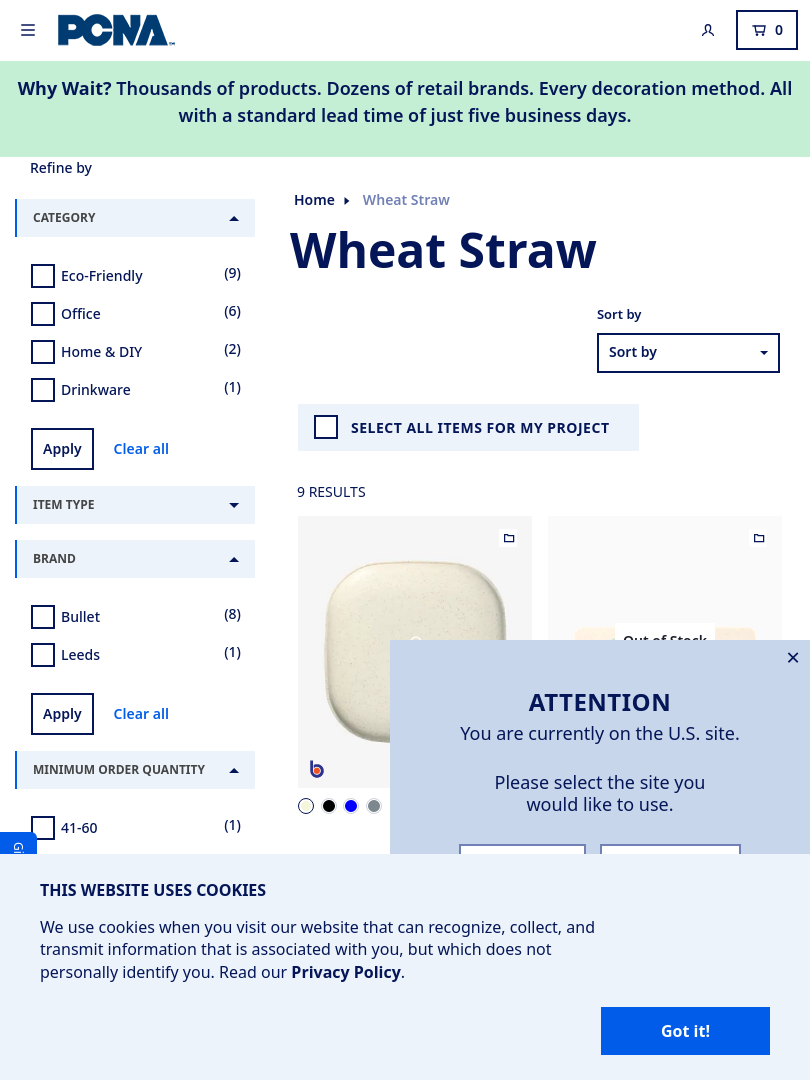 PCNA
0
Why Wait? Thousands of products. Dozens of retail brands. Every decoration method. All
with a standard lead time of just five business days.
Refine by
CATEGORY
Eco-Friendly (9)
Office (6)
Home & DIY (2)
Drinkware (1)
Apply Clear all
ITEM TYPE
BRAND
Bullet (8)
Leeds (1)
Apply Clear all
MINIMUM ORDER QUANTITY
41-60 (1)
Home Wheat Straw
Wheat Straw
Sort by
Sort by
SELECT ALL ITEMS FOR MY PROJECT
9 RESULTS
Out of Stock
b
ATTENTION
You are currently on the U.S. site.
Please select the site you
would like to use.
THIS WEBSITE USES COOKIES
We use cookies when you visit our website that can recognize, collect, and
transmit information that is associated with you, but which does not
personally identify you. Read our Privacy Policy.
Got it!